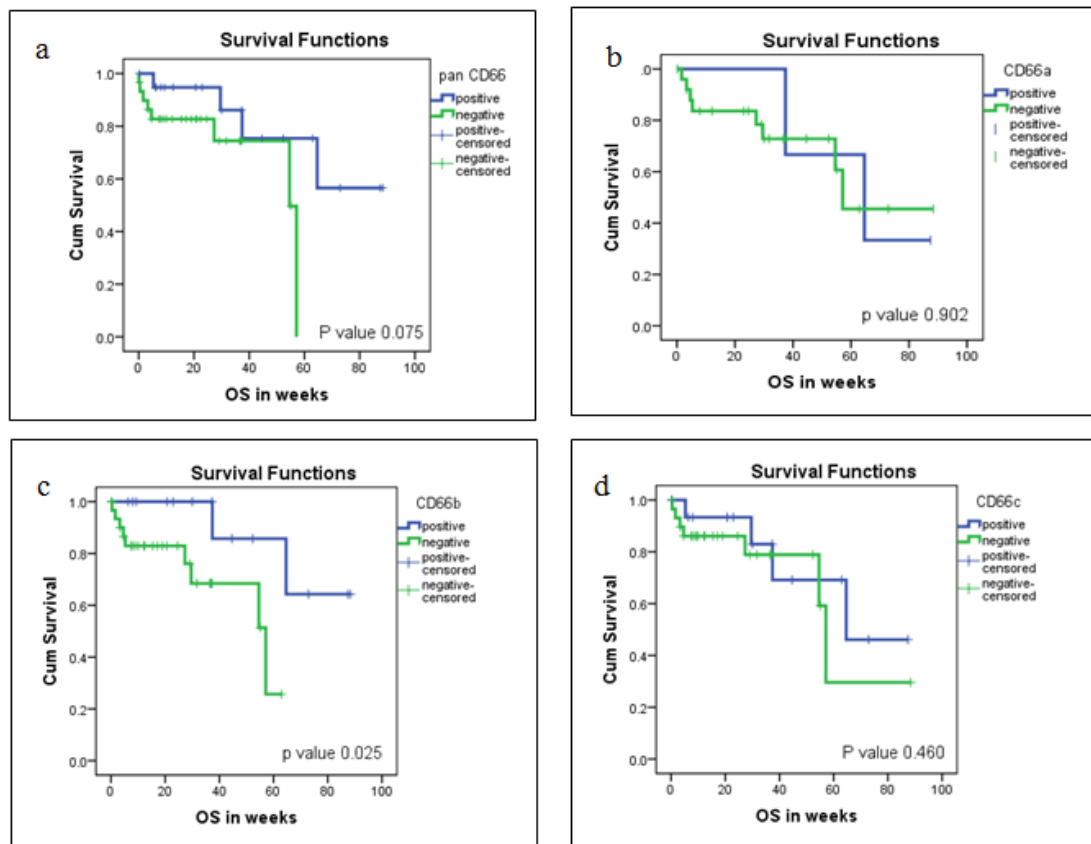 a
Survival Functions
pan CD66
positive
negative
positive-
censored
negative-
censored
Cum Survival
1.0
0.8
0.6
0.4
0.2
0.0
P value 0.075
0 20 40 60 80 100
OS in weeks
b
Survival Functions
CD66a
positive
negative
positive-
censored
negative-
censored
Cum Survival
.0
0.8
0.6
0.4
0.2
0.0
p value 0.902
0 20 40 60 80 100
OS in weeks
c
Survival Functions
CD66b
positive
negative
positive-
censored
negative-
censored
Cum Survival
1.0
0.8
0.6
0.4
0.2
0.0
p value 0.025
0 20 40 60 80 100
OS in weeks
d
Survival Functions
CD66c
positive
negative
positive-
censored
negative-
censored
Cum Survival
1.0
0.8
0.6
0.4
0.2
0.0
P value 0.460
0 20 40 60 80 100
OS in weeks